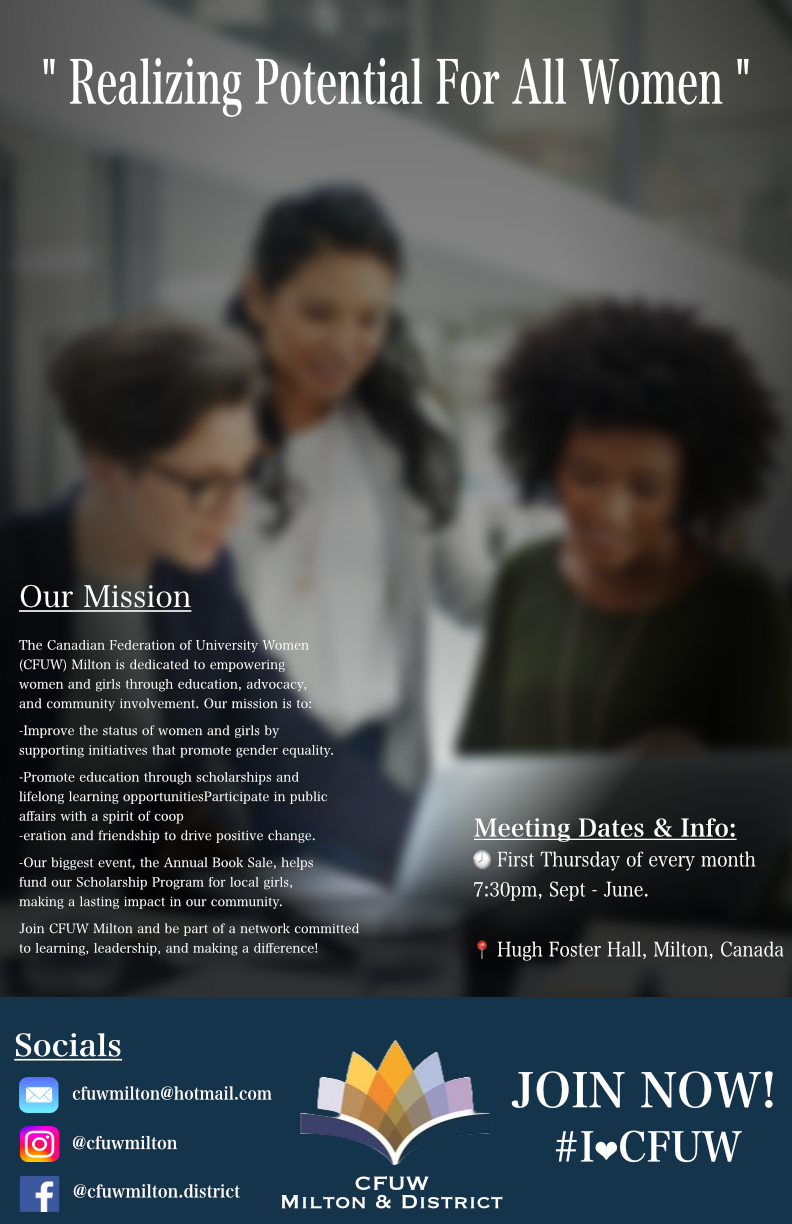 " Realizing Potential For All Women "
Our Mission
The Canadian Federation of University Women
(CFUW) Milton is dedicated to empowering
women and girls through education, advocacy,
and community involvement. Our mission is to:
-Improve the status of women and girls by
supporting initiatives that promote gender equality.
-Promote education through scholarships and
lifelong learning opportunitiesParticipate in public
affairs with a spirit of coop
-eration and friendship to drive positive change.
-Our biggest event, the Annual Book Sale, helps
fund our Scholarship Program for local girls,
making a lasting impact in our community.
Join CFUW Milton and be part of a network committed
to learning, leadership, and making a difference!
Meeting Dates & Info:
🕗 First Thursday of every month
7:30pm, Sept - June.
📍 Hugh Foster Hall, Milton, Canada
Socials
cfuwmilton@hotmail.com
@cfuwmilton
@cfuwmilton.district
CFUW
MILTON & DISTRICT
JOIN NOW!
#I❤CFUW